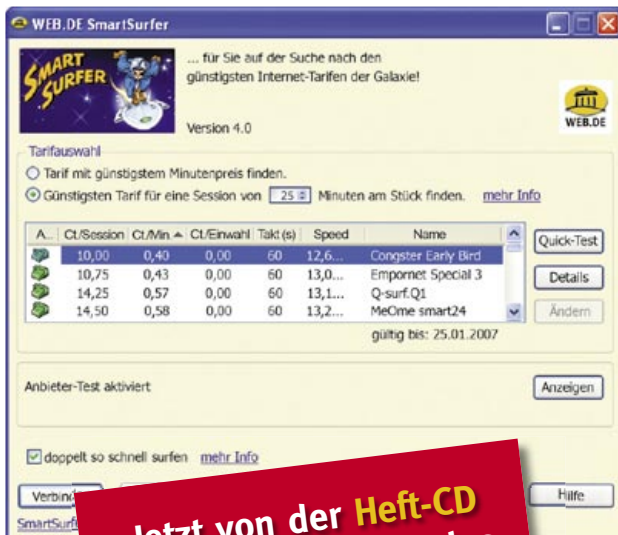 WEB.DE SmartSurfer
SMART SURFER
... für Sie auf der Suche nach den
günstigsten Internet-Tarifen der Galaxie!
Version 4.0
WEB.DE
Tarifauswahl
Tarif mit günstigstem Minutenpreis finden.
Günstigsten Tarif für eine Session von 25 Minuten am Stück finden. mehr Info
A... Ct/Session Ct/Min. Ct/Einwahl Takt (s) Speed Name
10,00 0,40 0,00 60 12,6... Congster Early Bird
10,75 0,43 0,00 60 13,0... Empornet Special 3
14,25 0,57 0,00 60 13,1... Q-surf.Q1
14,50 0,58 0,00 60 13,2... MeOme smart24
Quick-Test
Details
Ändern
gültig bis: 25.01.2007
Anbieter-Test aktiviert
Anzeigen
doppelt so schnell surfen mehr Info
Hilfe
Jetzt von der Heft-CD